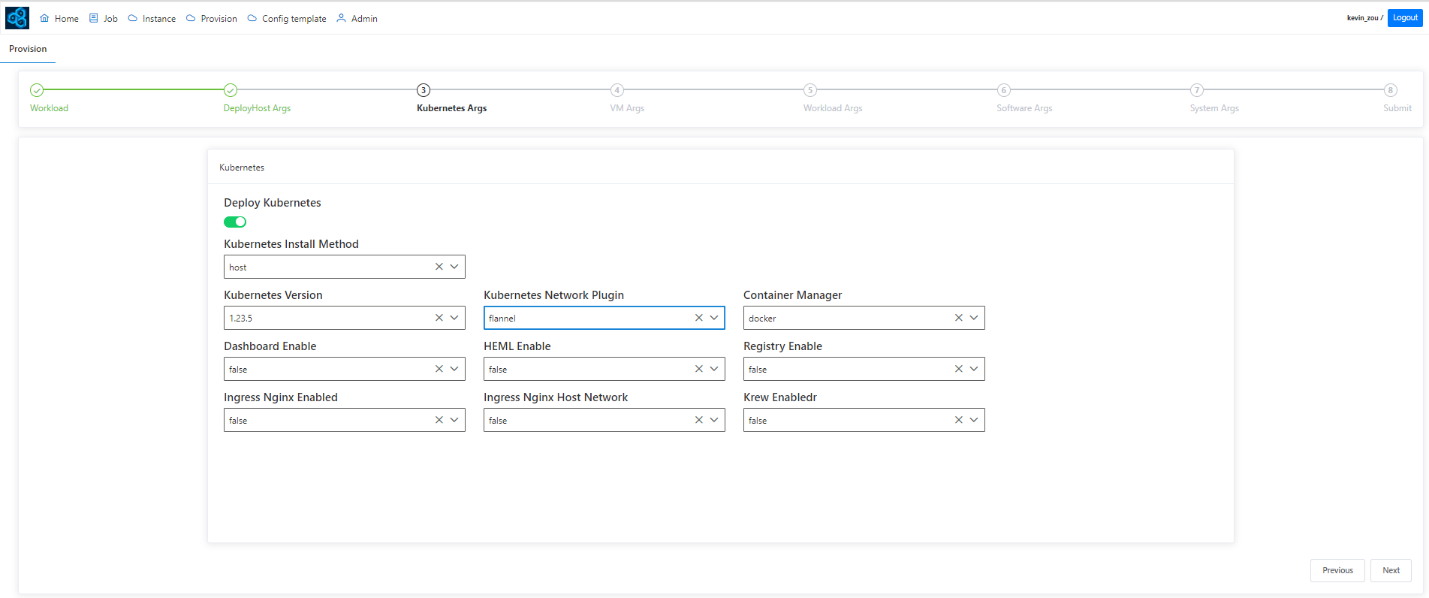 Home Job Instance Provision Config template Admin kevin_zou / Logout
Provision
3 4 5 6 7 8
Workload DeployHost Args Kubernetes Args VM Args Workload Args Software Args System Args Submit
Kubernetes
Deploy Kubernetes
Kubernetes Install Method
host
Kubernetes Version Kubernetes Network Plugin Container Manager
1.23.5 flannel docker
Dashboard Enable HEML Enable Registry Enable
false false false
Ingress Nginx Enabled Ingress Nginx Host Network Krew Enabledr
false false false
Previous Next